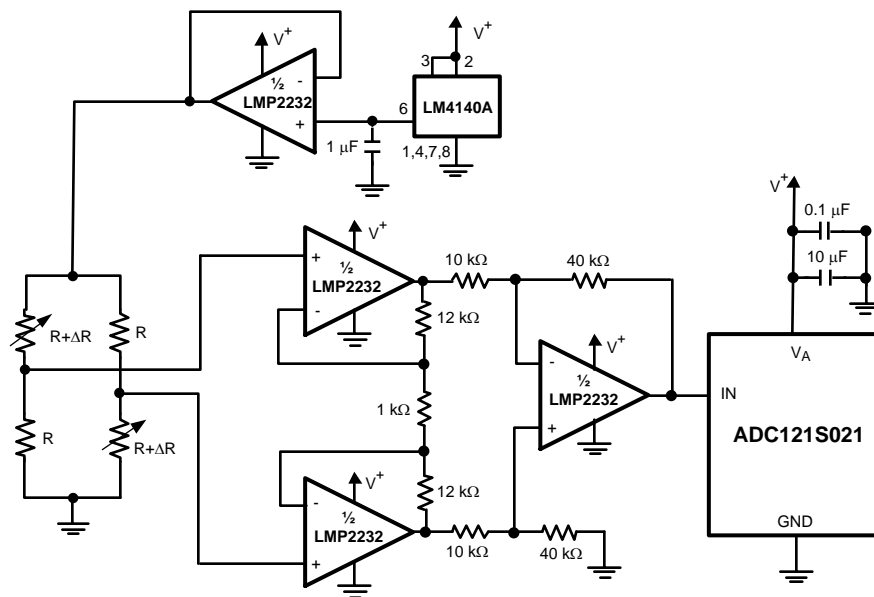 V+
3
2
V+
½
LMP2232
-
+
6
LM4140A
1 µF
1,4,7,8
V+
0.1 µF
10 µF
+
V+
½
LMP2232
-
10 kΩ
40 kΩ
12 kΩ
R+ΔR
R
V+
-
½
LMP2232
+
VA
IN
ADC121S021
GND
1 kΩ
R
R+ΔR
V+
-
½
LMP2232
+
12 kΩ
10 kΩ
40 kΩ